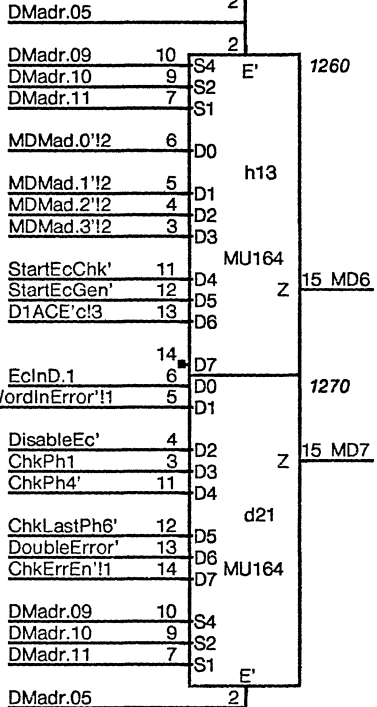 DMadr.05 2
2
DMadr.09 10 S4 E' 1260
DMadr.10 9 S2
DMadr.11 7 S1
MDMad.0'!2 6 D0
h13
MDMad.1'!2 5 D1
MDMad.2'!2 4 D2
MDMad.3'!2 3 D3
MU164
StartEcChk' 11 D4
StartEcGen' 12 D5 Z 15 MD6
D1ACE'c!3 13 D6
14 D7
EcInD.1 6 D0 1270
WordInError'!1 5 D1
DisableEc' 4 D2
ChkPh1 3 D3 Z 15 MD7
ChkPh4' 11 D4
d21
ChkLastPh6' 12 D5
DoubleError' 13 D6
ChkErrEn'!1 14 D7 MU164
DMadr.09 10 S4
DMadr.10 9 S2
DMadr.11 7 S1
E'
DMadr.05 2